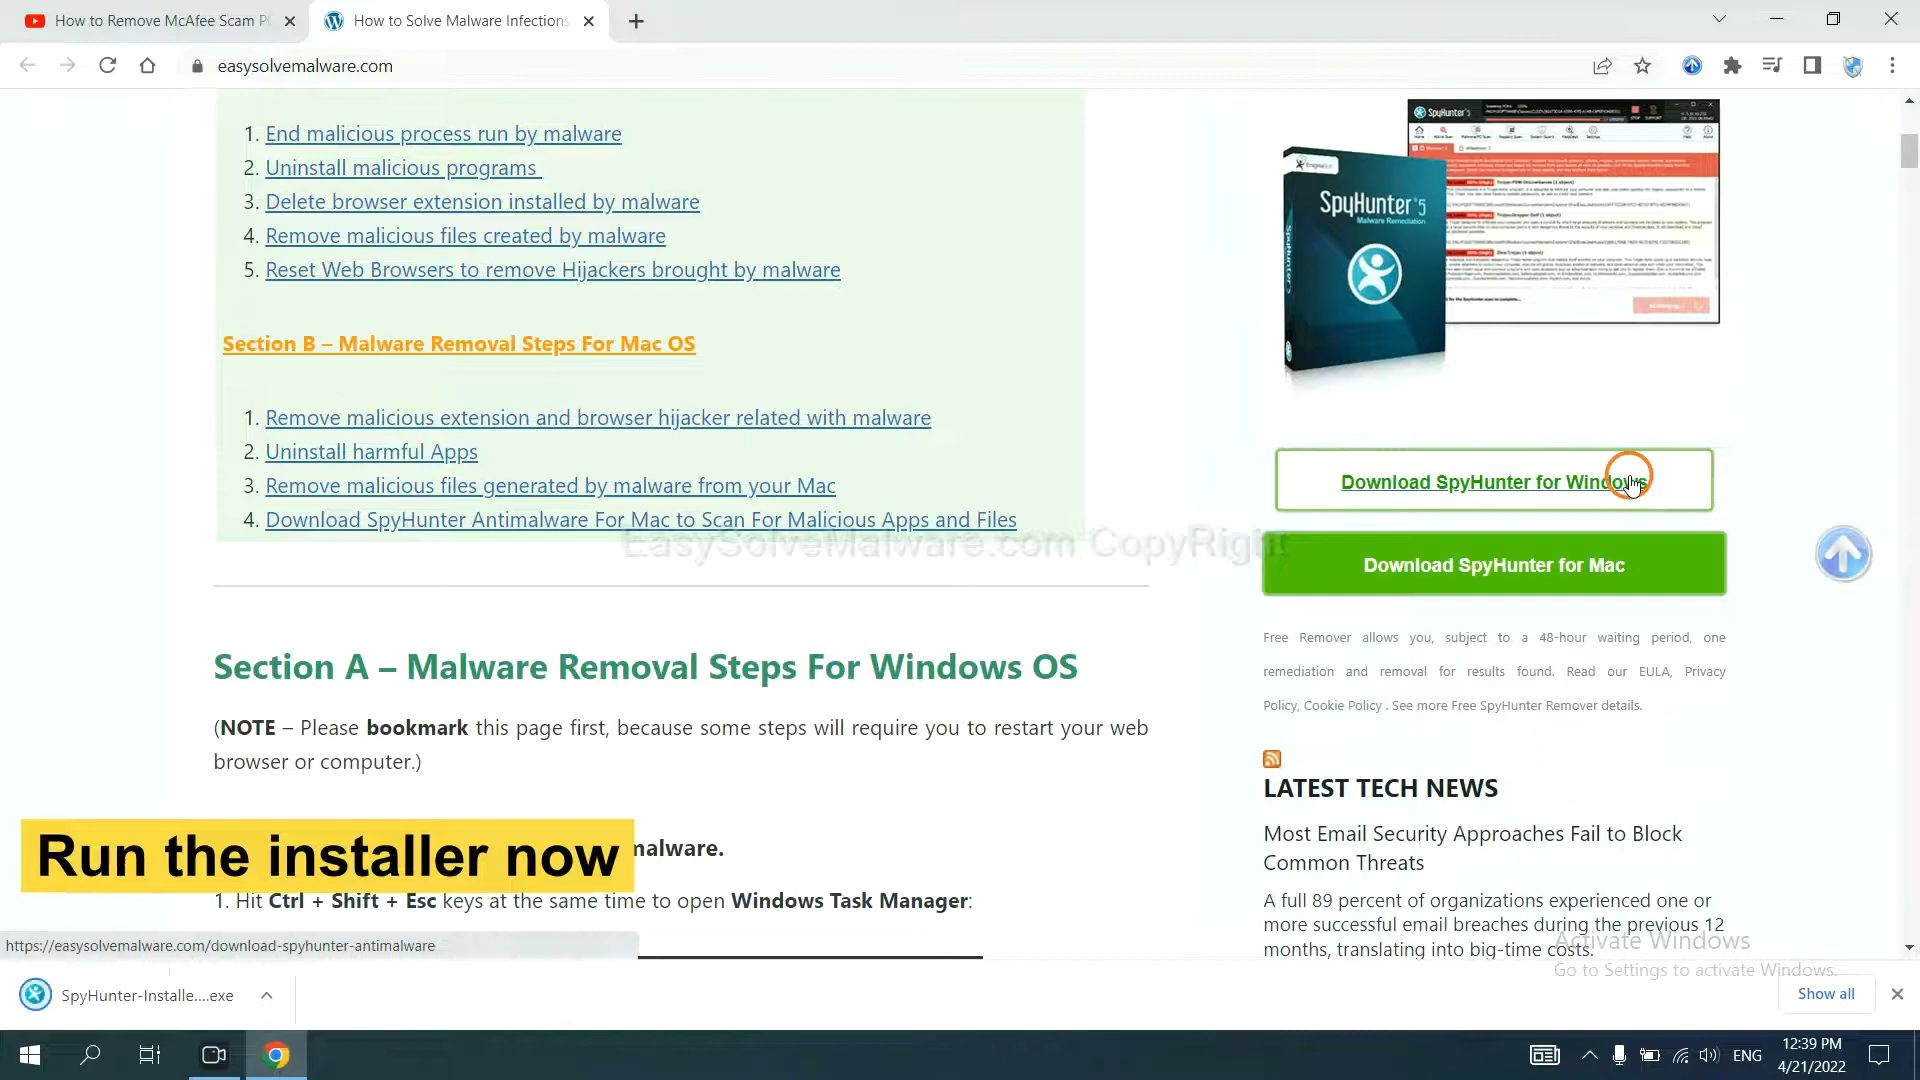 How to Remove McAfee Scam P
How to Solve Malware Infections
easysolvemalware.com
1. End malicious process run by malware
2. Uninstall malicious programs
3. Delete browser extension installed by malware
4. Remove malicious files created by malware
5. Reset Web Browsers to remove Hijackers brought by malware
Section B – Malware Removal Steps For Mac OS
1. Remove malicious extension and browser hijacker related with malware
2. Uninstall harmful Apps
3. Remove malicious files generated by malware from your Mac
4. Download SpyHunter Antimalware For Mac to Scan For Malicious Apps and Files
EasySolveMalware.com CopyRight
Section A – Malware Removal Steps For Windows OS
(NOTE – Please bookmark this page first, because some steps will require you to restart your web
browser or computer.)
Run the installer now
malware.
1. Hit Ctrl + Shift + Esc keys at the same time to open Windows Task Manager:
https://easysolvemalware.com/download-spyhunter-antimalware
SpyHunter 5
EnigmaSoft
SpyHunter 5
Malware Remediation
SpyHunter
Download SpyHunter for Windows
Download SpyHunter for Mac
Free Remover allows you, subject to a 48-hour waiting period, one
remediation and removal for results found. Read our EULA, Privacy
Policy, Cookie Policy . See more Free SpyHunter Remover details.
LATEST TECH NEWS
Most Email Security Approaches Fail to Block
Common Threats
A full 89 percent of organizations experienced one or
more successful email breaches during the previous 12
months, translating into big-time costs.
Activate Windows
Go to Settings to activate Windows.
SpyHunter-Installe....exe
Show all
ENG
12:39 PM
4/21/2022